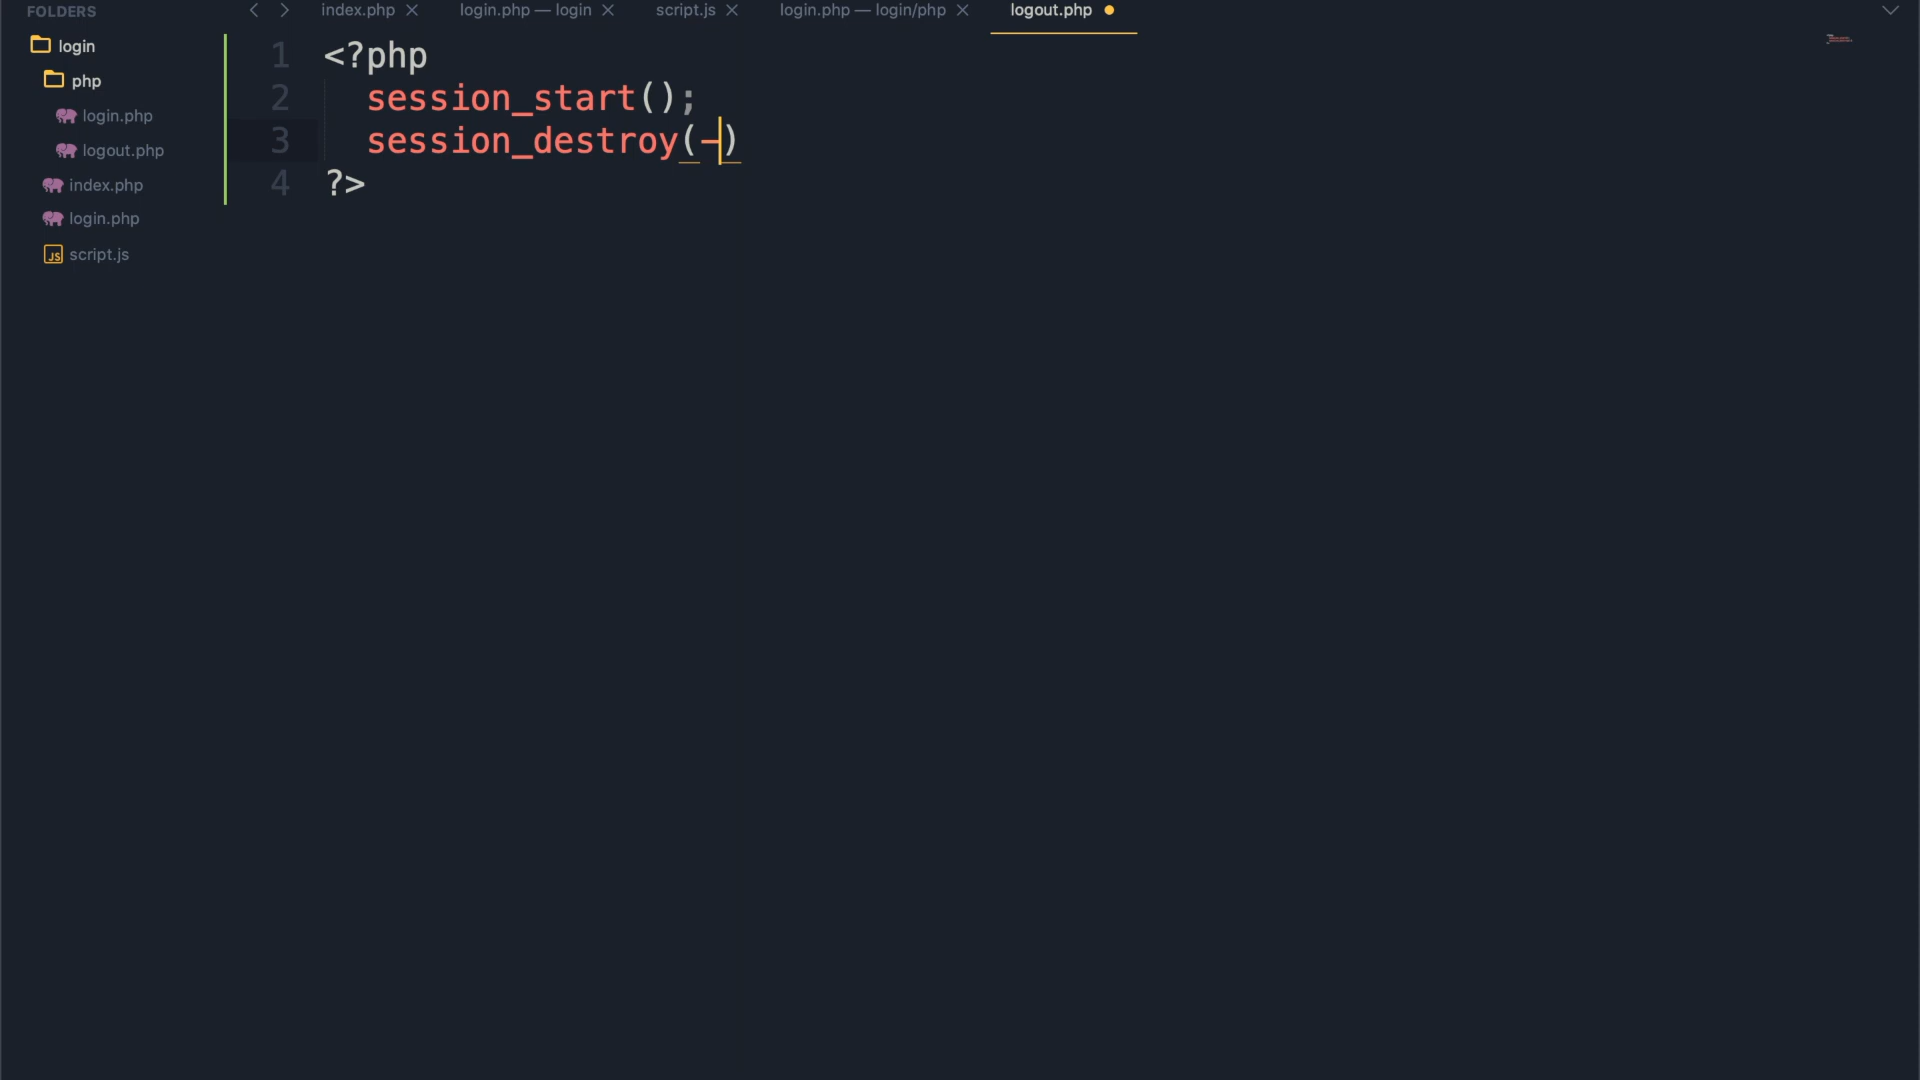 FOLDERS
login
php
login.php
logout.php
index.php
login.php
JS script.js
index.php
login.php — login
script.js
login.php — login/php
logout.php
1 <?php
2 session_start();
3 session_destroy(-)
4 ?>